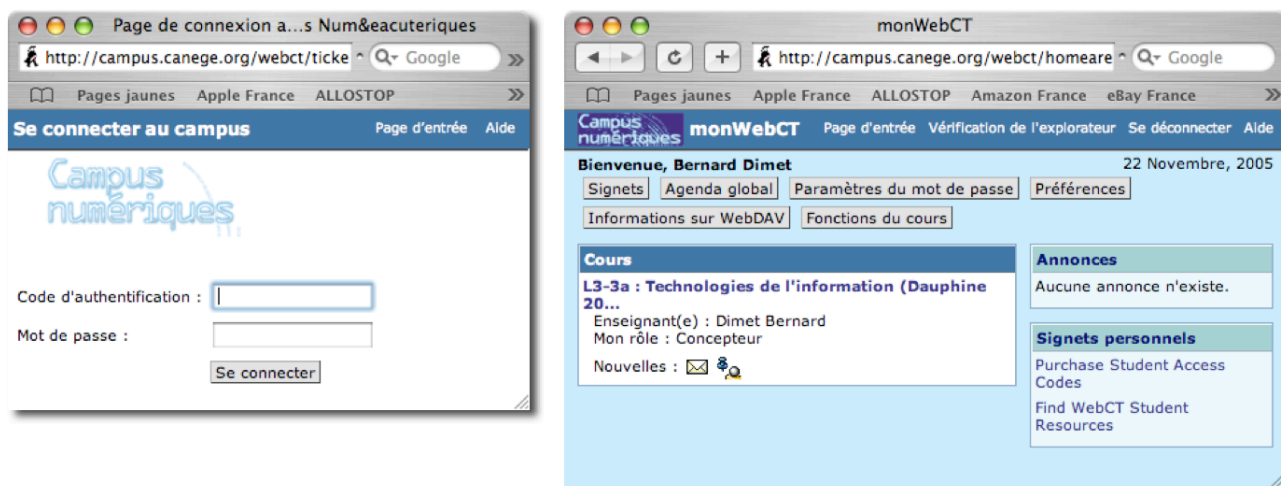 Page de connexion a...s Num&eacuteriques
http://campus.canege.org/webct/ticke
Google
Pages jaunes Apple France ALLOSTOP
Se connecter au campus Page d'entrée Aide
Campus
numériques
Code d'authentification :
Mot de passe :
Se connecter
monWebCT
http://campus.canege.org/webct/homeare
Google
Pages jaunes Apple France ALLOSTOP Amazon France eBay France
Campus
numériques
monWebCT Page d'entrée Vérification de l'explorateur Se déconnecter Aide
Bienvenue, Bernard Dimet 22 Novembre, 2005
Signets Agenda global Paramètres du mot de passe Préférences
Informations sur WebDAV Fonctions du cours
Cours
L3-3a : Technologies de l'information (Dauphine
20...
Enseignant(e) : Dimet Bernard
Mon rôle : Concepteur
Nouvelles :
Annonces
Aucune annonce n'existe.
Signets personnels
Purchase Student Access
Codes
Find WebCT Student
Resources